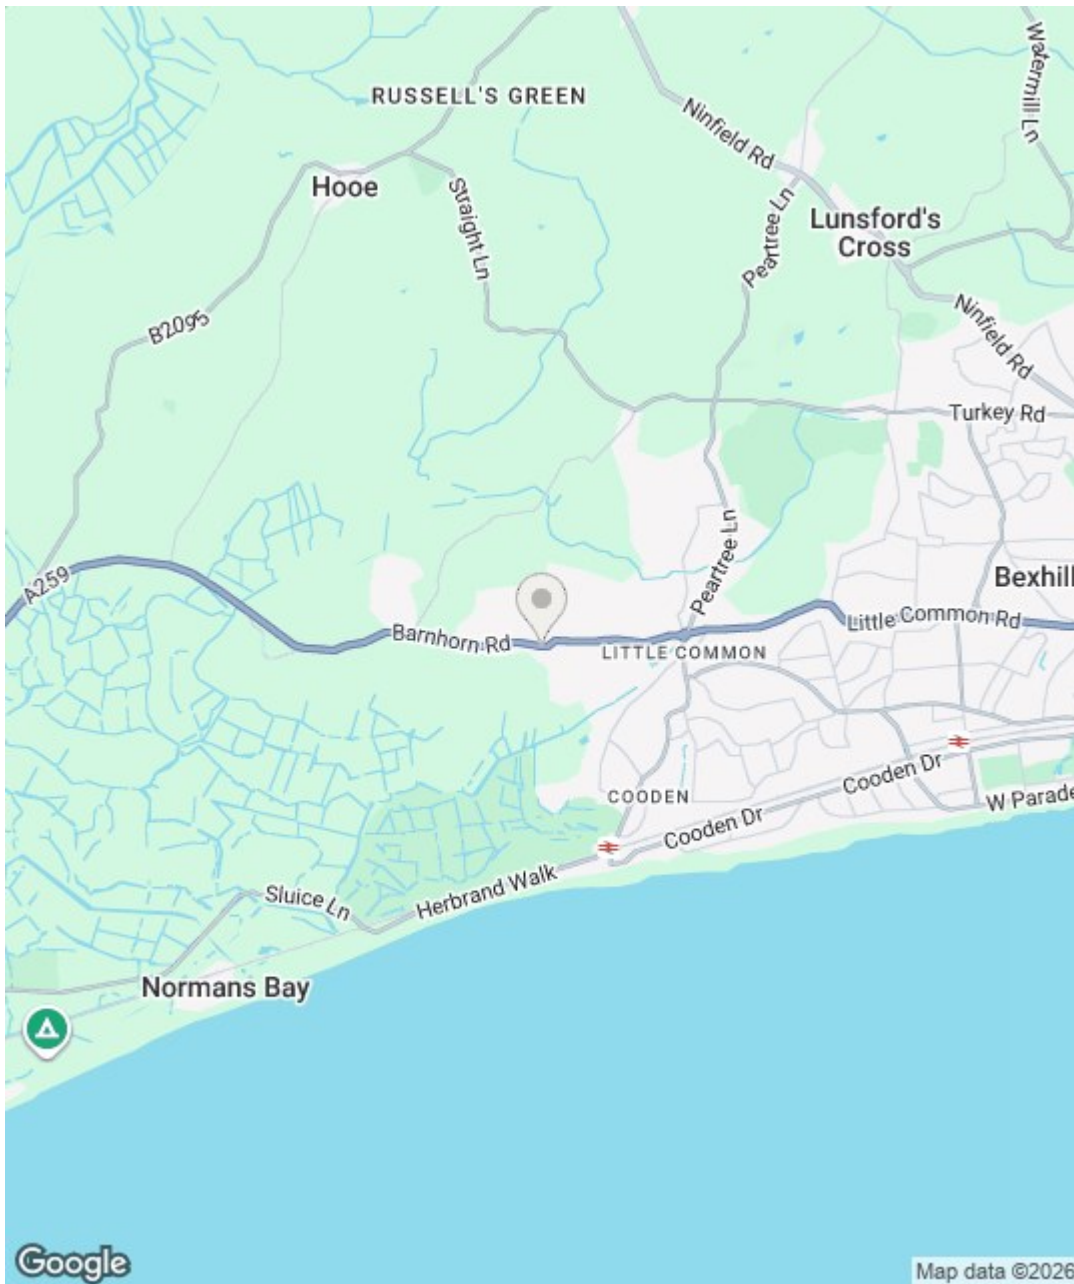 RUSSELL'S GREEN
Watermill Ln
Ninfield Rd
Hooe
Straight Ln
Peartree Ln
Lunsford's
Cross
B2095
Ninfield Rd
Turkey Rd
Peartree Ln
A259
Bexhill
Little Common Rd
Barnhorn Rd
LITTLE COMMON
COODEN
Cooden Dr
W Parade
Cooden Dr
Herbrand Walk
Sluice Ln
Normans Bay
Google
Map data ©2026